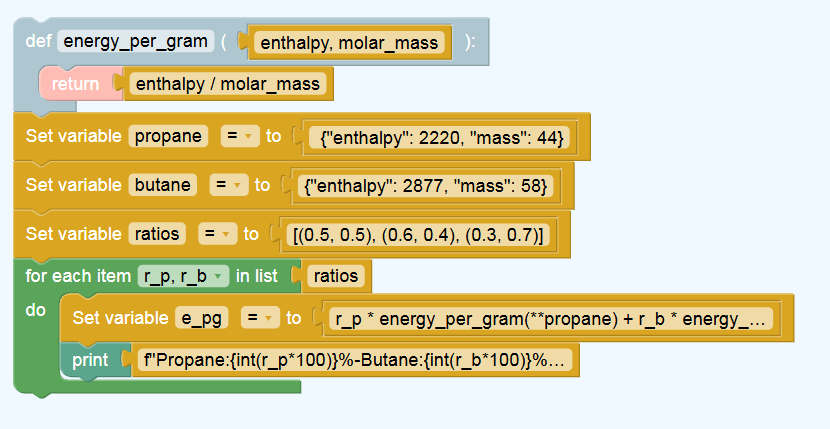 def energy_per_gram ( enthalpy, molar_mass ):
return enthalpy / molar_mass
Set variable propane = to {"enthalpy": 2220, "mass": 44}
Set variable butane = to {"enthalpy": 2877, "mass": 58}
Set variable ratios = to [(0.5, 0.5), (0.6, 0.4), (0.3, 0.7)]
for each item r_p, r_b in list ratios
do Set variable e_pg = to r_p * energy_per_gram(**propane) + r_b * energy_...
print f"Propane:{int(r_p*100)}%-Butane:{int(r_b*100)}%...